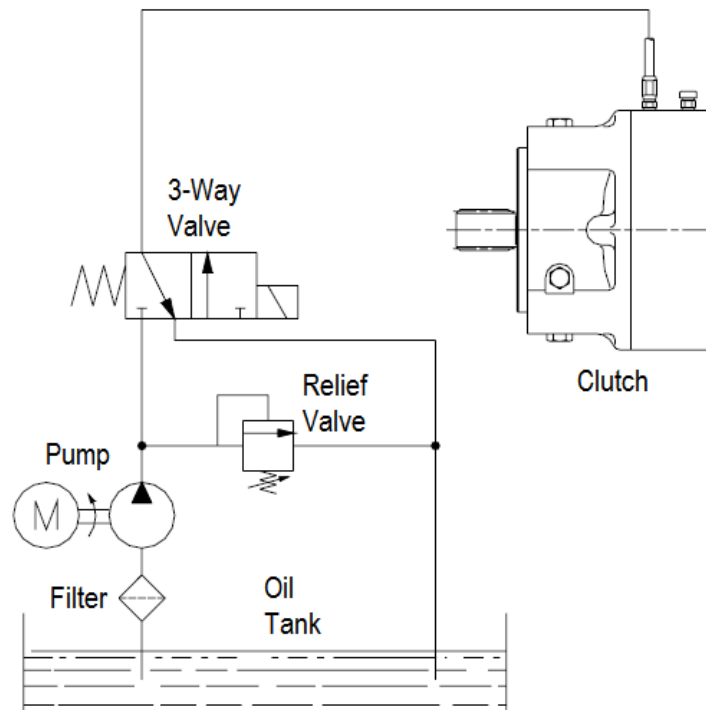 3-Way
Valve
Clutch
Relief
Valve
Pump
M
Filter
Oil
Tank